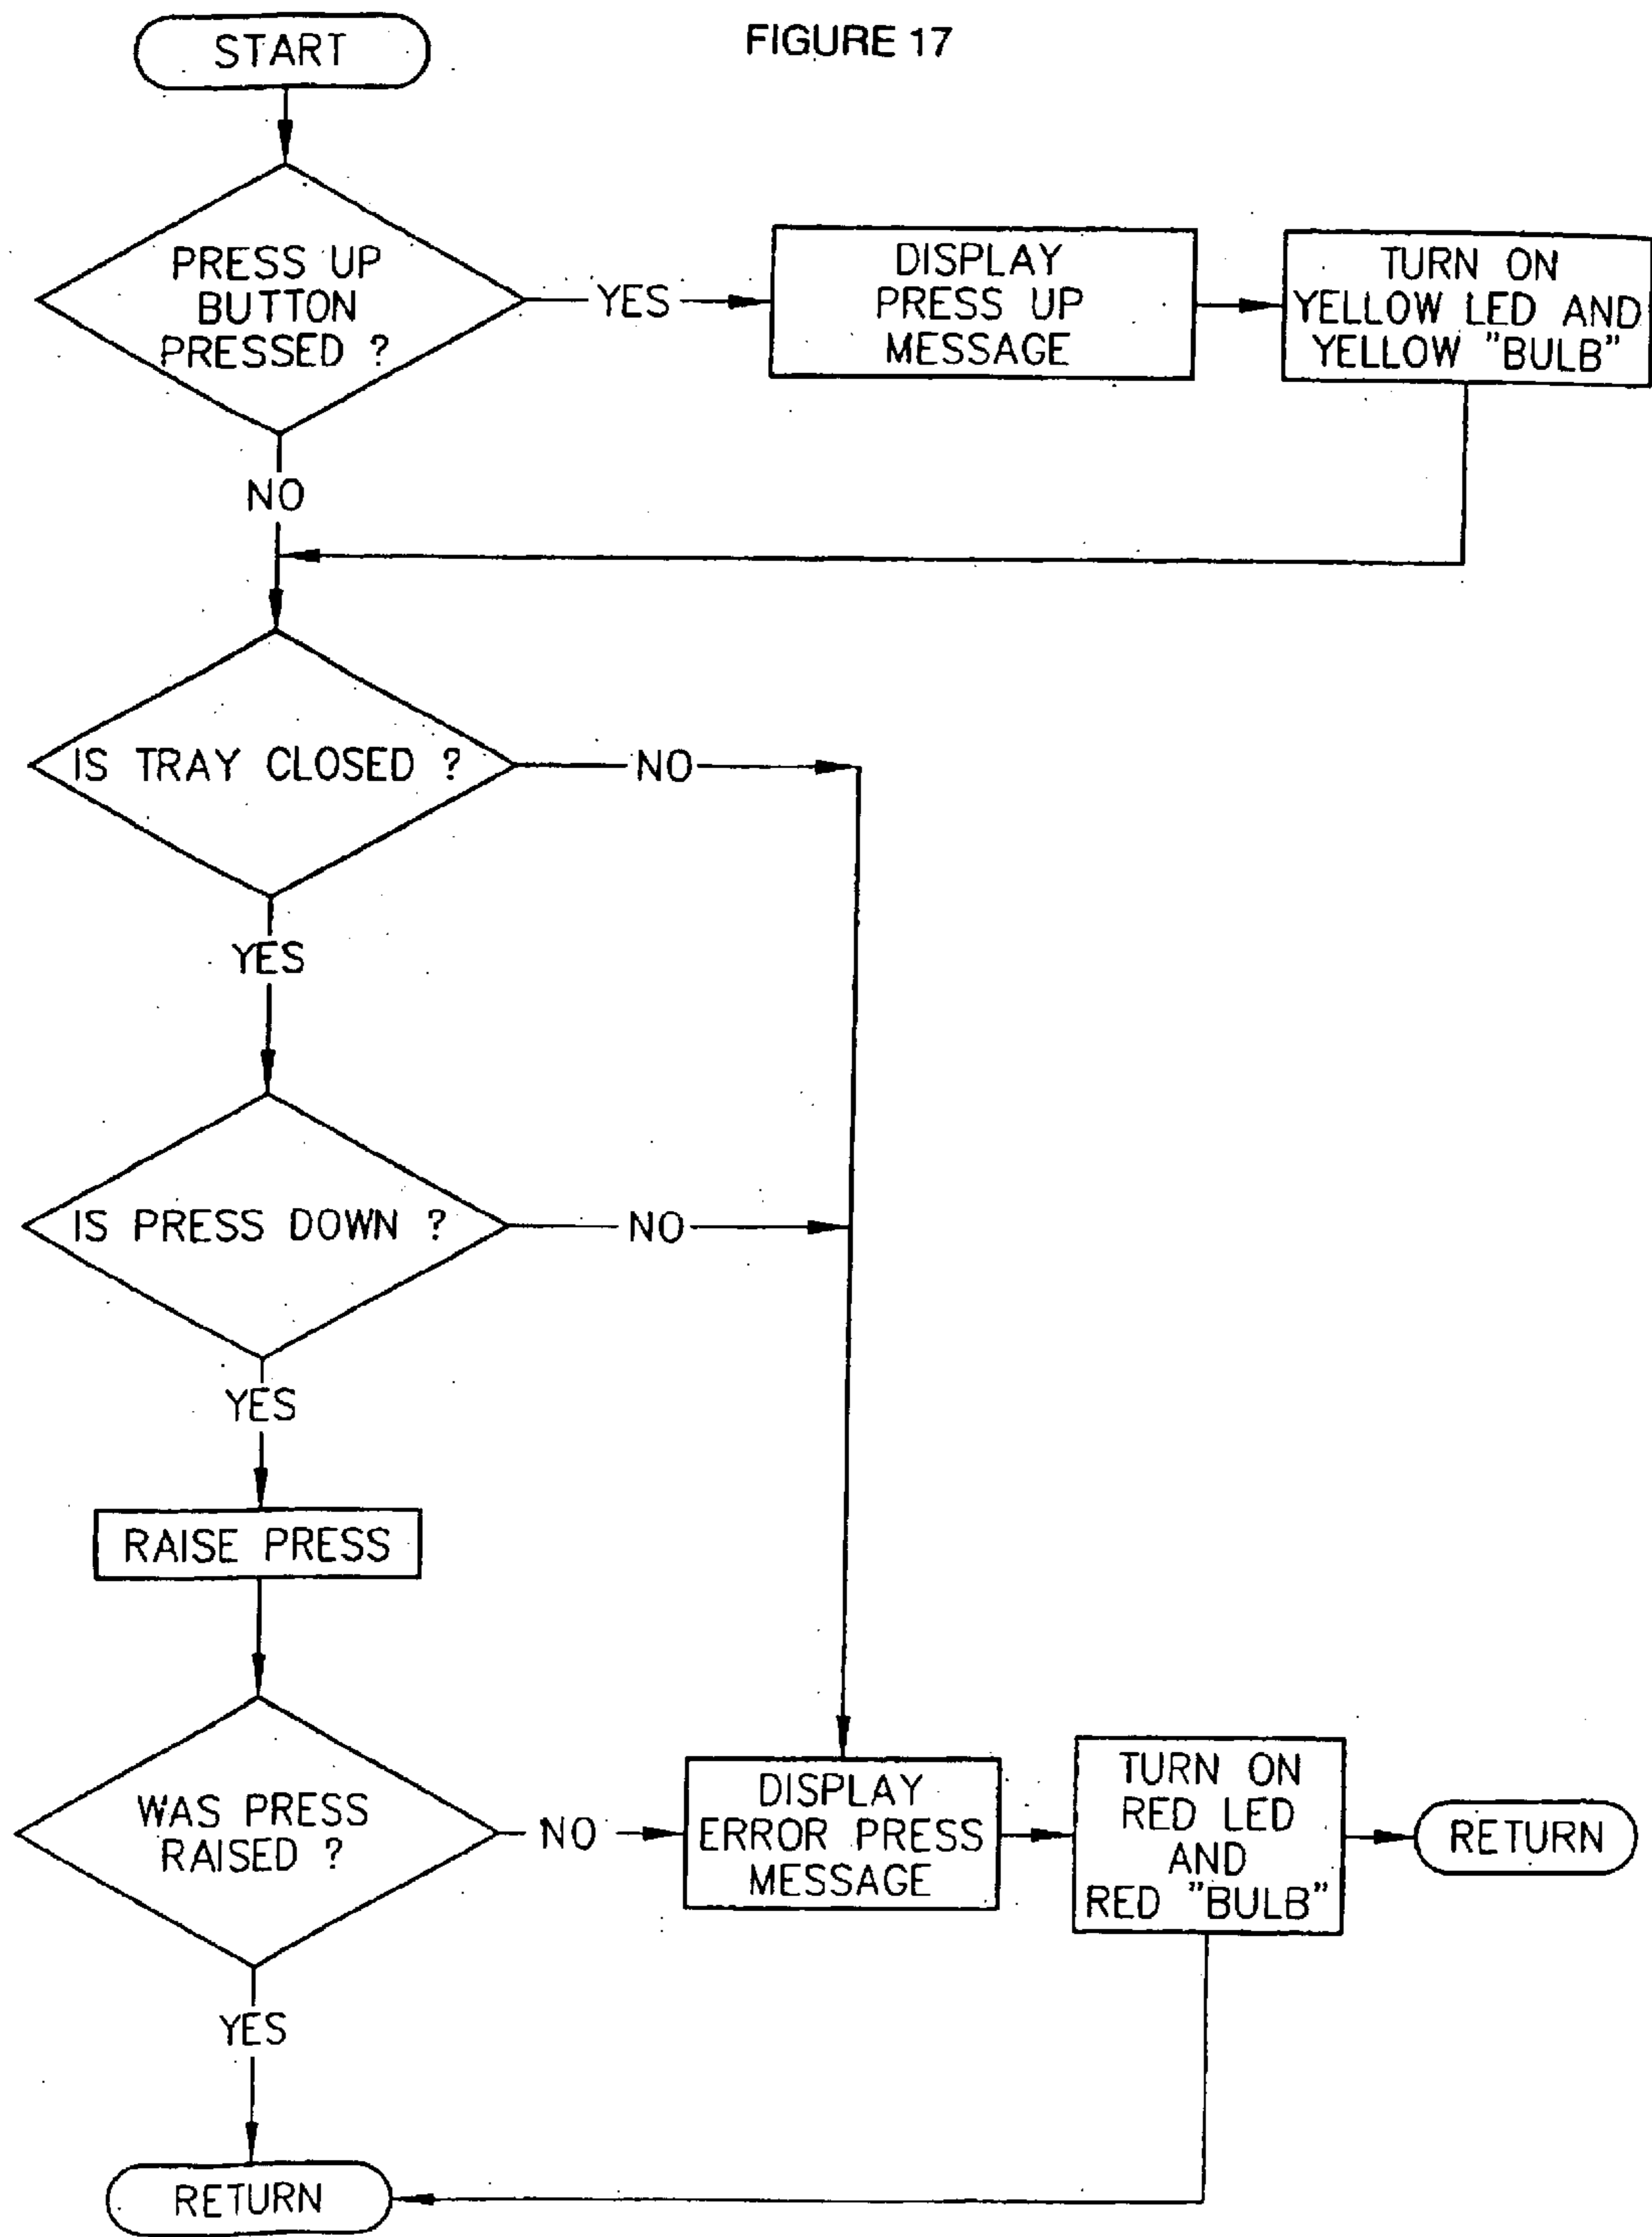 FIGURE 17
START
PRESS UP
BUTTON
PRESSED ?
YES
DISPLAY
PRESS UP
MESSAGE
TURN ON
YELLOW LED AND
YELLOW "BULB"
NO
IS TRAY CLOSED ?
NO
YES
IS PRESS DOWN ?
NO
YES
RAISE PRESS
WAS PRESS
RAISED ?
NO
DISPLAY
ERROR PRESS
MESSAGE
TURN ON
RED LED
AND
RED "BULB"
RETURN
YES
RETURN